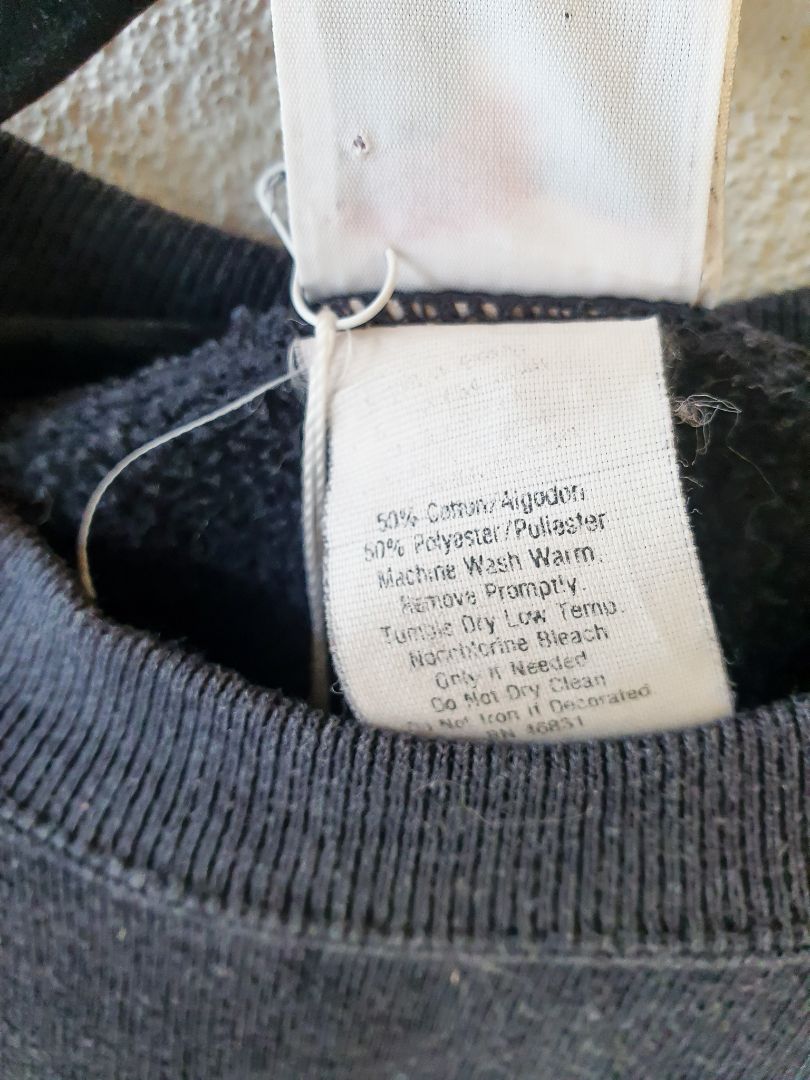 50% Cotton/Algodon
50% Polyester/Poliester
Machine Wash Warm.
Remove Promptly.
Tumble Dry Low Temp.
Nonchlorine Bleach
Only If Needed
Do Not Dry Clean
Do Not Iron If Decorated
RN 46831